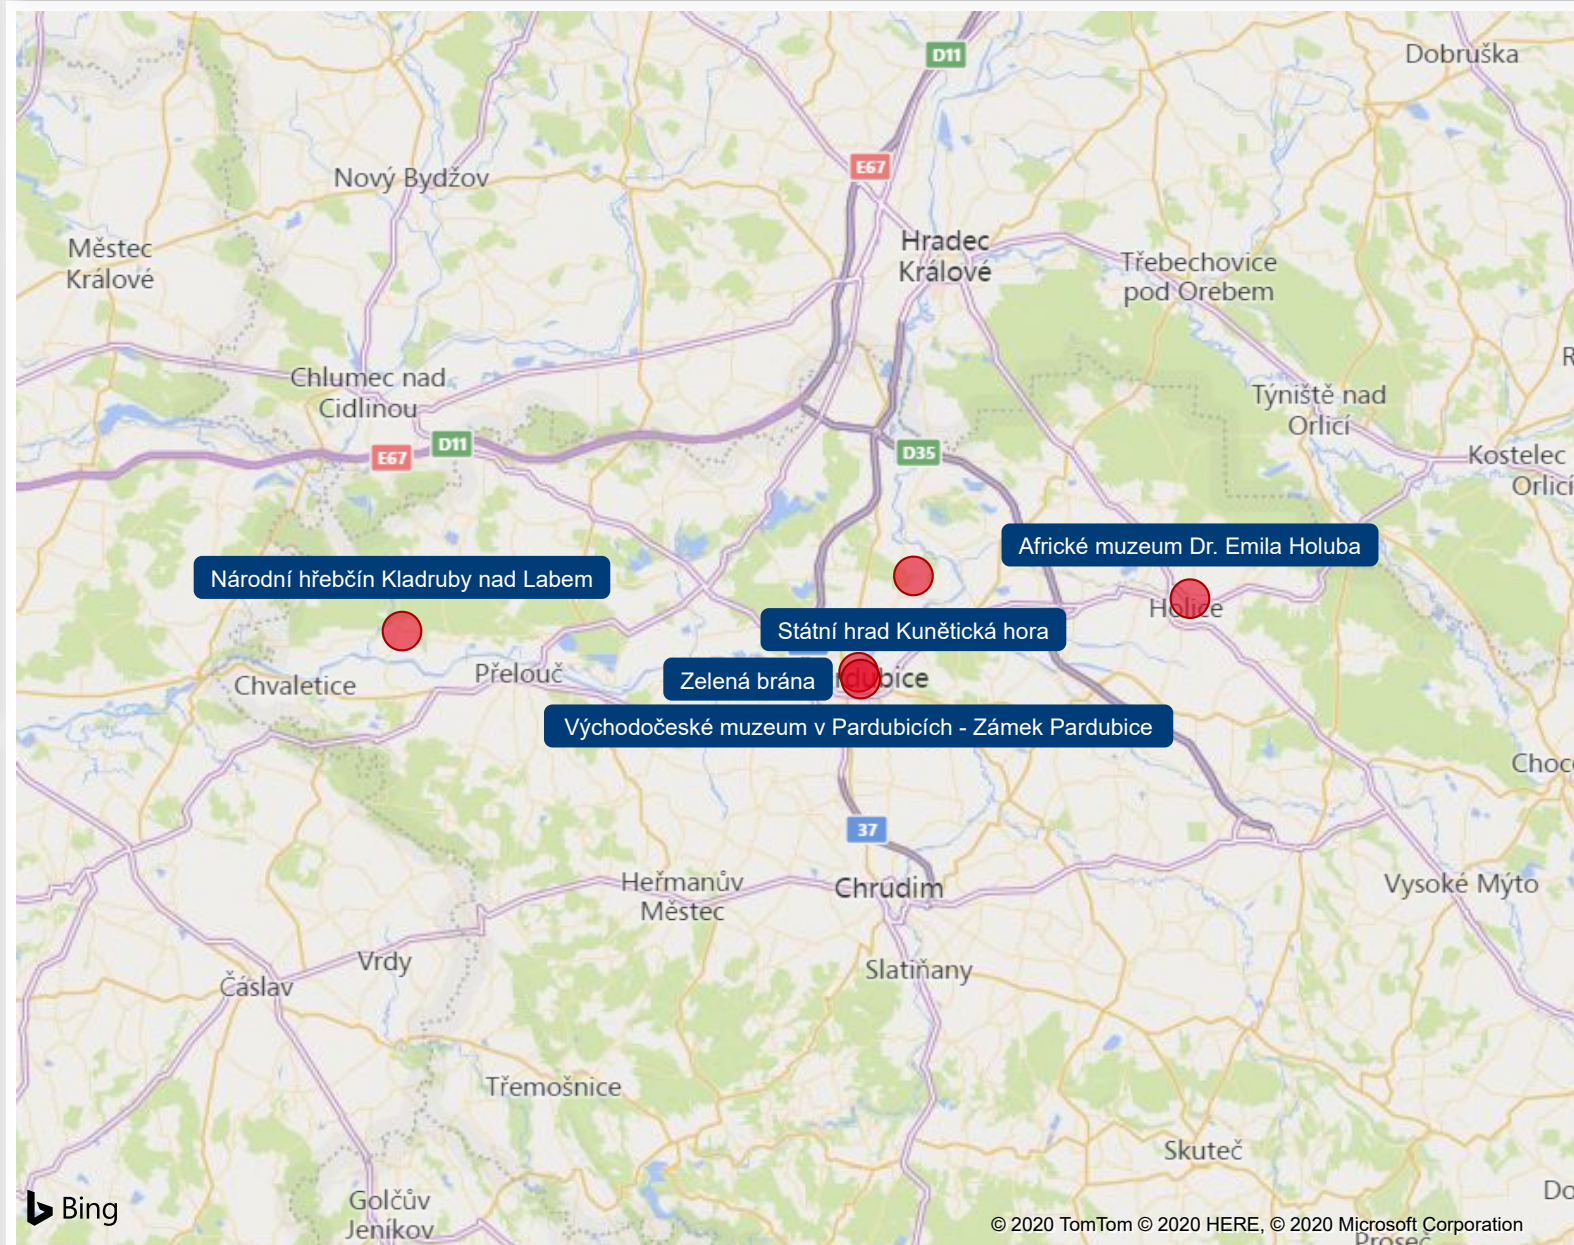 D11
Dobruška
E67
Nový Bydžov
Hradec
Králové
Městec
Králové
Třebechovice
pod Orebem
Chlumec nad
Cidlinou
Týniště nad
Orlicí
D11
E67
D35
Kostelec
Orlicí
Africké muzeum Dr. Emila Holuba
Národní hřebčín Kladruby nad Labem
Holice
Státní hrad Kunětická hora
Přelouč
Zelená brána
Chvaletice
Východočeské muzeum v Pardubicích - Zámek Pardubice
37
Heřmanův
Městec
Chrudim
Vysoké Mýto
Vrdy
Slatiňany
Čáslav
Třemošnice
Skuteč
Golčův
Jeníkov
Bing
© 2020 TomTom © 2020 HERE, © 2020 Microsoft Corporation
Proseč